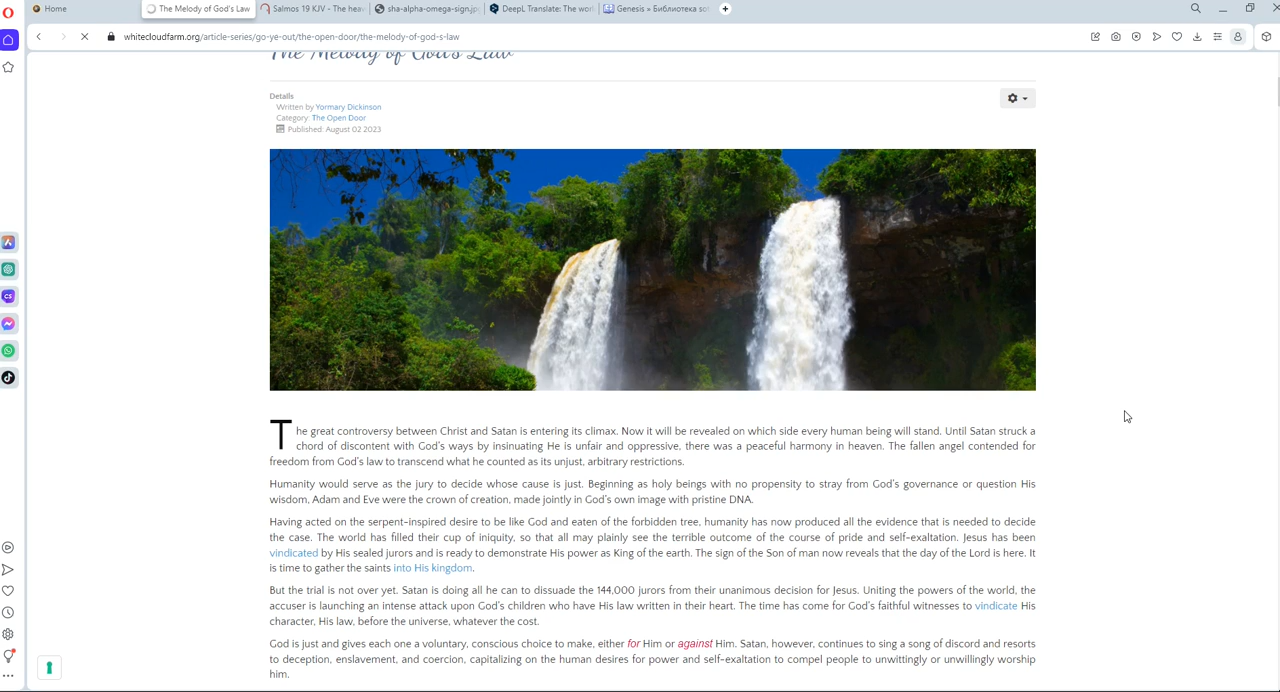 Home
The Melody of God's Law
Salmos 19 KJV - The hea
sha-alpha-omega-sign.jp
DeepL Translate: The wor
Genesis » Библиотека
whitecloudfarm.org/article-series/go-ye-out/the-open-door/the-melody-of-god-s-law
The Melody of God's Law
Details
Written by Yormary Dickinson
Category: The Open Door
Published: August 02 2023
The great controversy between Christ and Satan is entering its climax. Now it will be revealed on which side every human being will stand. Until Satan struck a
chord of discontent with God's ways by insinuating He is unfair and oppressive, there was a peaceful harmony in heaven. The fallen angel contended for
freedom from God's law to transcend what he counted as its unjust, arbitrary restrictions.
Humanity would serve as the jury to decide whose cause is just. Beginning as holy beings with no propensity to stray from God's governance or question His
wisdom, Adam and Eve were the crown of creation, made jointly in God's own image with pristine DNA.
Having acted on the serpent-inspired desire to be like God and eaten of the forbidden tree, humanity has now produced all the evidence that is needed to decide
the case. The world has filled their cup of iniquity, so that all may plainly see the terrible outcome of the course of pride and self-exaltation. Jesus has been
vindicated by His sealed jurors and is ready to demonstrate His power as King of the earth. The sign of the Son of man now reveals that the day of the Lord is here. It
is time to gather the saints into His kingdom.
But the trial is not over yet. Satan is doing all he can to dissuade the 144,000 jurors from their unanimous decision for Jesus. Uniting the powers of the world, the
accuser is launching an intense attack upon God's children who have His law written in their heart. The time has come for God's faithful witnesses to vindicate His
character, His law, before the universe, whatever the cost.
God is just and gives each one a voluntary, conscious choice to make, either for Him or against Him. Satan, however, continues to sing a song of discord and resorts
to deception, enslavement, and coercion, capitalizing on the human desires for power and self-exaltation to compel people to unwittingly or unwillingly worship
him.